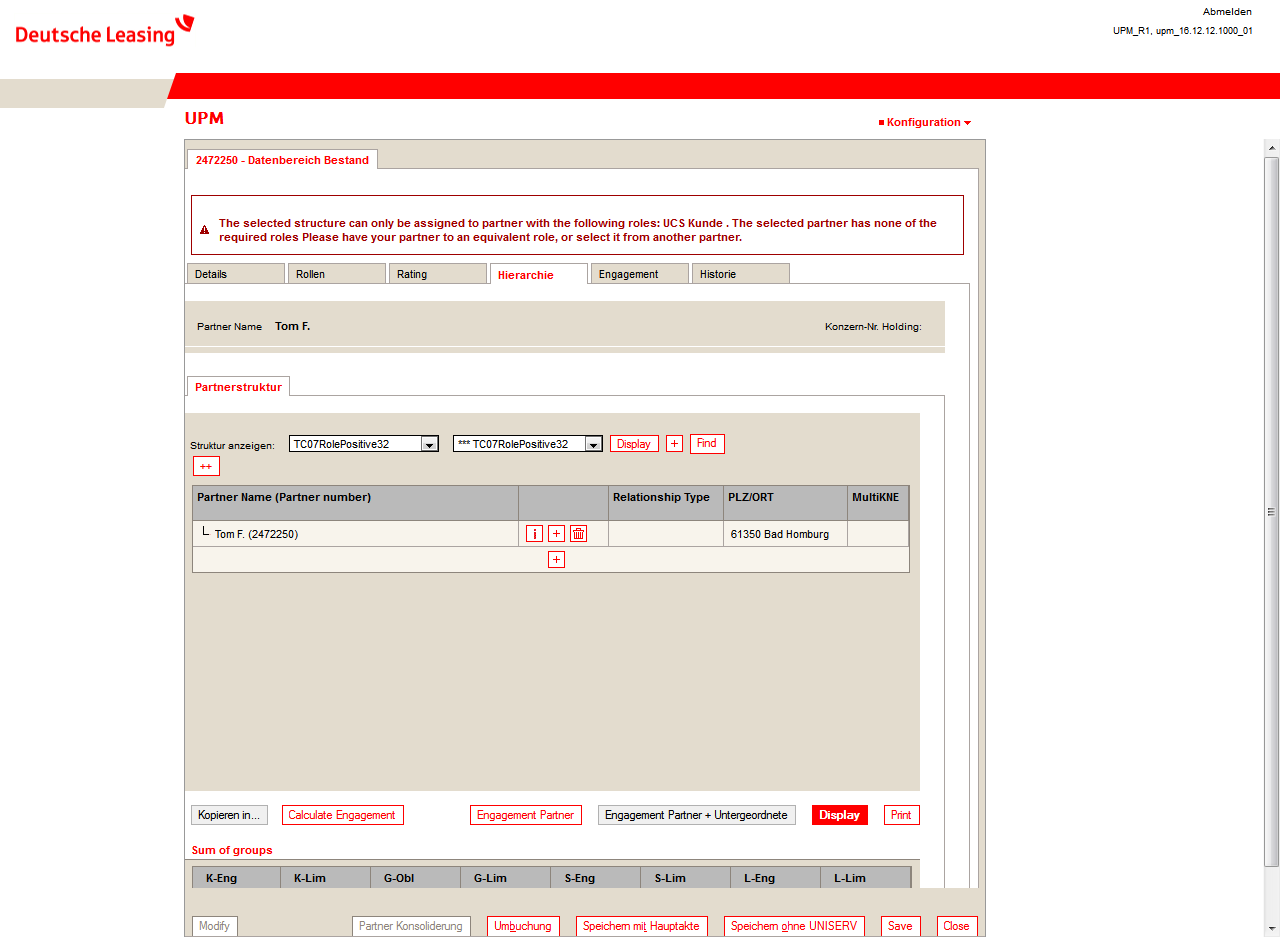 Deutsche Leasing
Abmelden
UPM_R1, upm_16.12.12.1000_01
UPM
Konfiguration
2472250 - Datenbereich Bestand
The selected structure can only be assigned to partner with the following roles: UCS Kunde . The selected partner has none of the
required roles Please have your partner to an equivalent role, or select it from another partner.
Details Rollen Rating Hierarchie Engagement Historie
Partner Name Tom F. Konzern-Nr. Holding:
Partnerstruktur
Struktur anzeigen: TC07RolePositive32 *** TC07RolePositive32 Display + Find
++
Partner Name (Partner number) Relationship Type PLZ/ORT MultiKNE
Tom F. (2472250) i + 61350 Bad Homburg
+
Kopieren in... Calculate Engagement Engagement Partner Engagement Partner + Untergeordnete Display Print
Sum of groups
K-Eng K-Lim G-Obl G-Lim S-Eng S-Lim L-Eng L-Lim
Modify Partner Konsolidierung Umbuchung Speichern mit Hauptakte Speichern ohne UNISERV Save Close